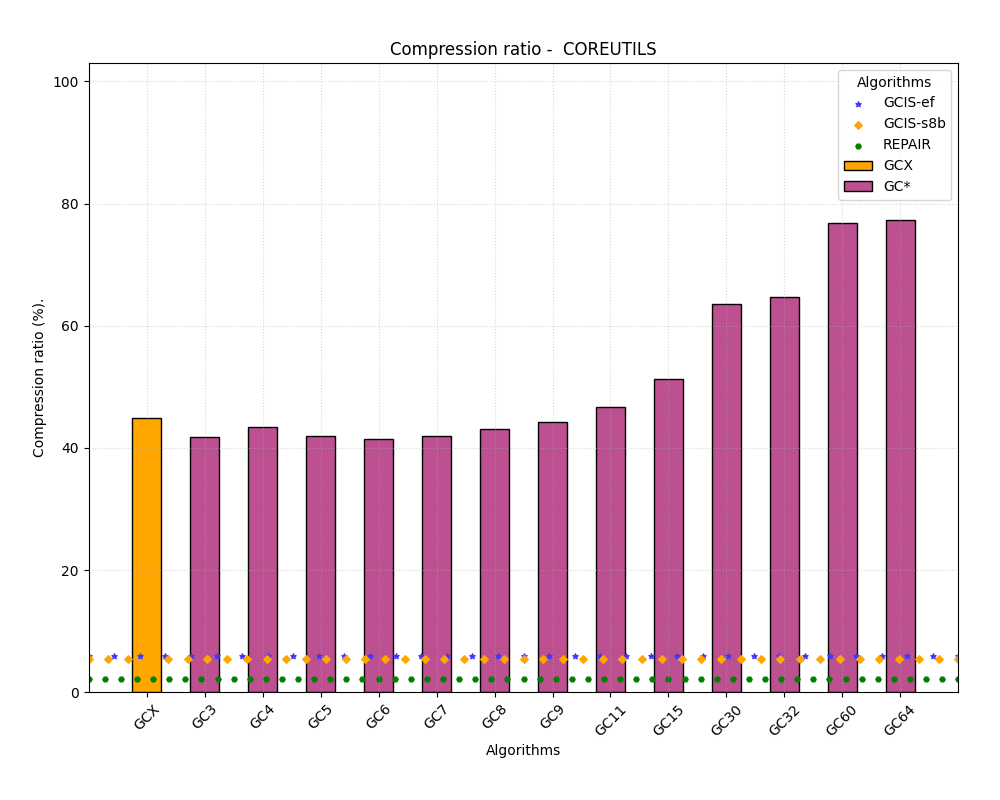 Compression ratio -  COREUTILS
Algorithms
GCIS-ef
GCIS-s8b
REPAIR
GCX
GC*
Compression ratio (%).
100
80
60
40
20
0
GCX GC3 GC4 GC5 GC6 GC7 GC8 GC9 GC11 GC15 GC30 GC32 GC60 GC64
Algorithms